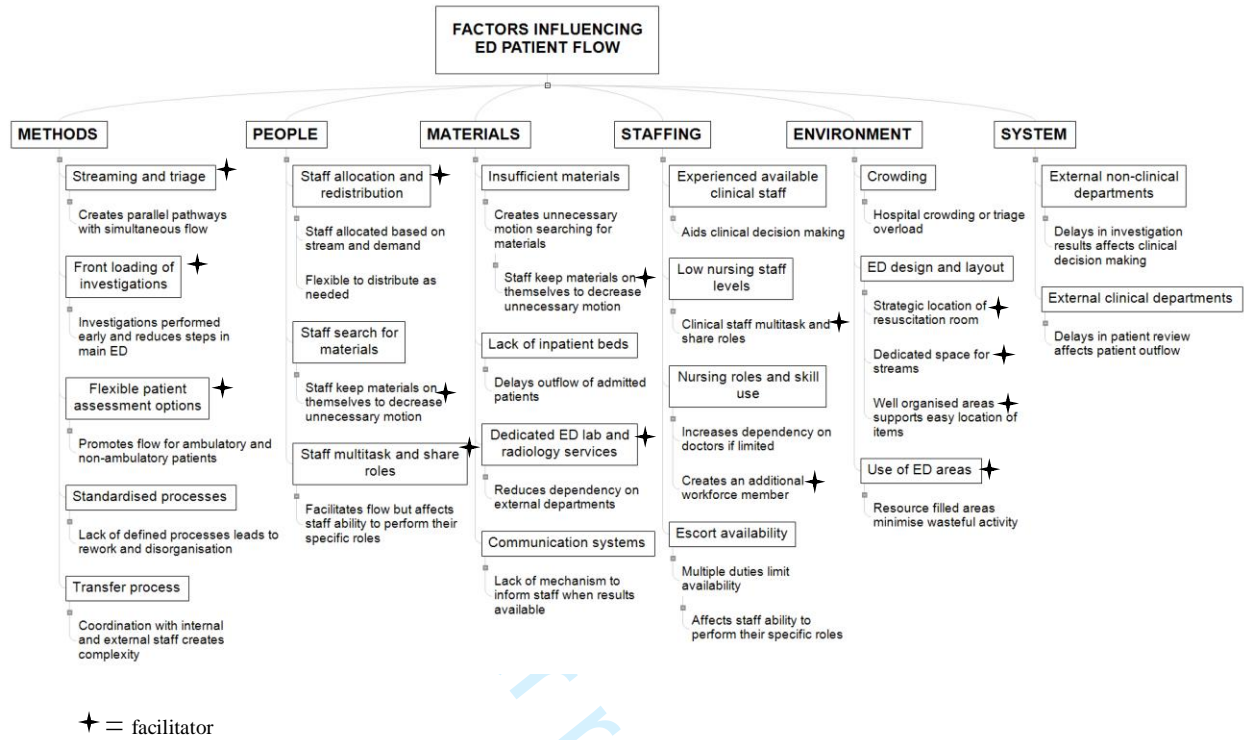 FACTORS INFLUENCING
ED PATIENT FLOW
METHODS
Streaming and triage
Creates parallel pathways
with simultaneous flow
Front loading of
investigations
Investigations performed
early and reduces steps in
main ED
Flexible patient
assessment options
Promotes flow for ambulatory and
non-ambulatory patients
Standardised processes
Lack of defined processes leads to
rework and disorganisation
Transfer process
Coordination with internal
and external staff creates
complexity
PEOPLE
Staff allocation and
redistribution
Staff allocated based on
stream and demand
Flexible to distribute as
needed
Staff search for
materials
Staff keep materials on
themselves to decrease
unnecessary motion
Staff multitask and share
roles
Facilitates flow but affects
staff ability to perform their
specific roles
MATERIALS
Insufficient materials
Creates unnecessary
motion searching for
materials
Staff keep materials on
themselves to decrease
unnecessary motion
Lack of inpatient beds
Delays outflow of admitted
patients
Dedicated ED lab and
radiology services
Reduces dependency on
external departments
Communication systems
Lack of mechanism to
inform staff when results
available
STAFFING
Experienced available
clinical staff
Aids clinical decision making
Low nursing staff
levels
Clinical staff multitask and
share roles
Nursing roles and skill
use
Increases dependency on
doctors if limited
Creates an additional
workforce member
Escort availability
Multiple duties limit
availability
Affects staff ability to
perform their specific roles
ENVIRONMENT
Crowding
Hospital crowding or triage
overload
ED design and layout
Strategic location of
resuscitation room
Dedicated space for
streams
Well organised areas
supports easy location of
items
Use of ED areas
Resource filled areas
minimise wasteful activity
SYSTEM
External non-clinical
departments
Delays in investigation
results affects clinical
decision making
External clinical departments
Delays in patient review
affects patient outflow
= facilitator